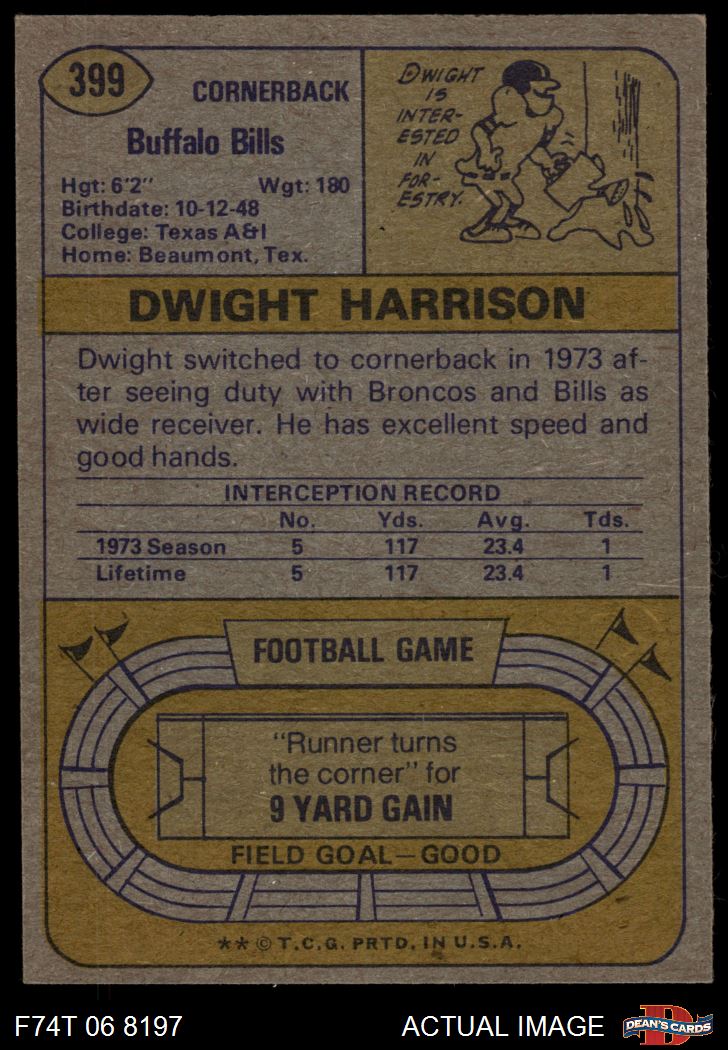 399
CORNERBACK
Buffalo Bills
Hgt: 6'2" Wgt: 180
Birthdate: 10-12-48
College: Texas A&I
Home: Beaumont, Tex.
DWIGHT
IS
INTER-
ESTED
IN
FOR-
ESTRY.
DWIGHT HARRISON
Dwight switched to cornerback in 1973 af-
ter seeing duty with Broncos and Bills as
wide receiver. He has excellent speed and
good hands.
INTERCEPTION RECORD
No. Yds. Avg. Tds.
1973 Season 5 117 23.4 1
Lifetime 5 117 23.4 1
FOOTBALL GAME
"Runner turns
the corner" for
9 YARD GAIN
FIELD GOAL—GOOD
** © T.C.G. PRTD. IN U.S.A.
F74T 06 8197 ACTUAL IMAGE
D
DEAN'S CARDS